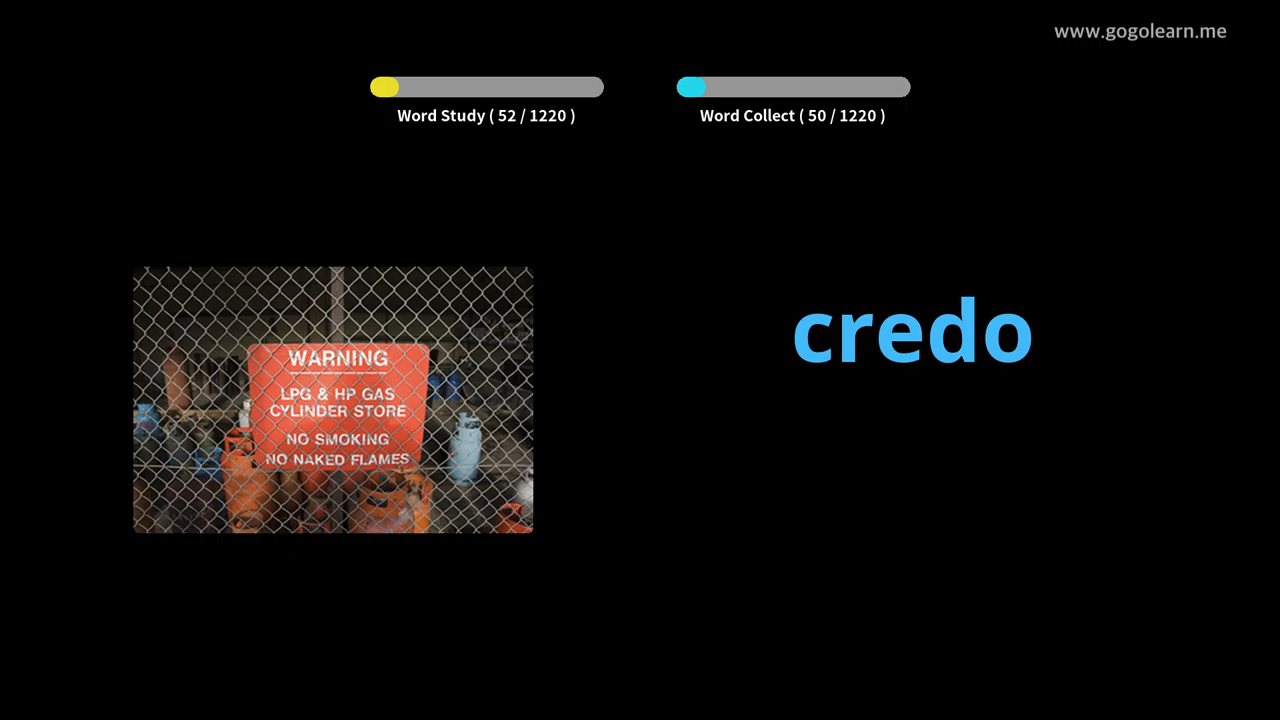 www.gogolearn.me
Word Study ( 52 / 1220 )
Word Collect ( 50 / 1220 )
credo
WARNING
LPG & HP GAS
CYLINDER STORE
NO SMOKING
NO NAKED FLAMES